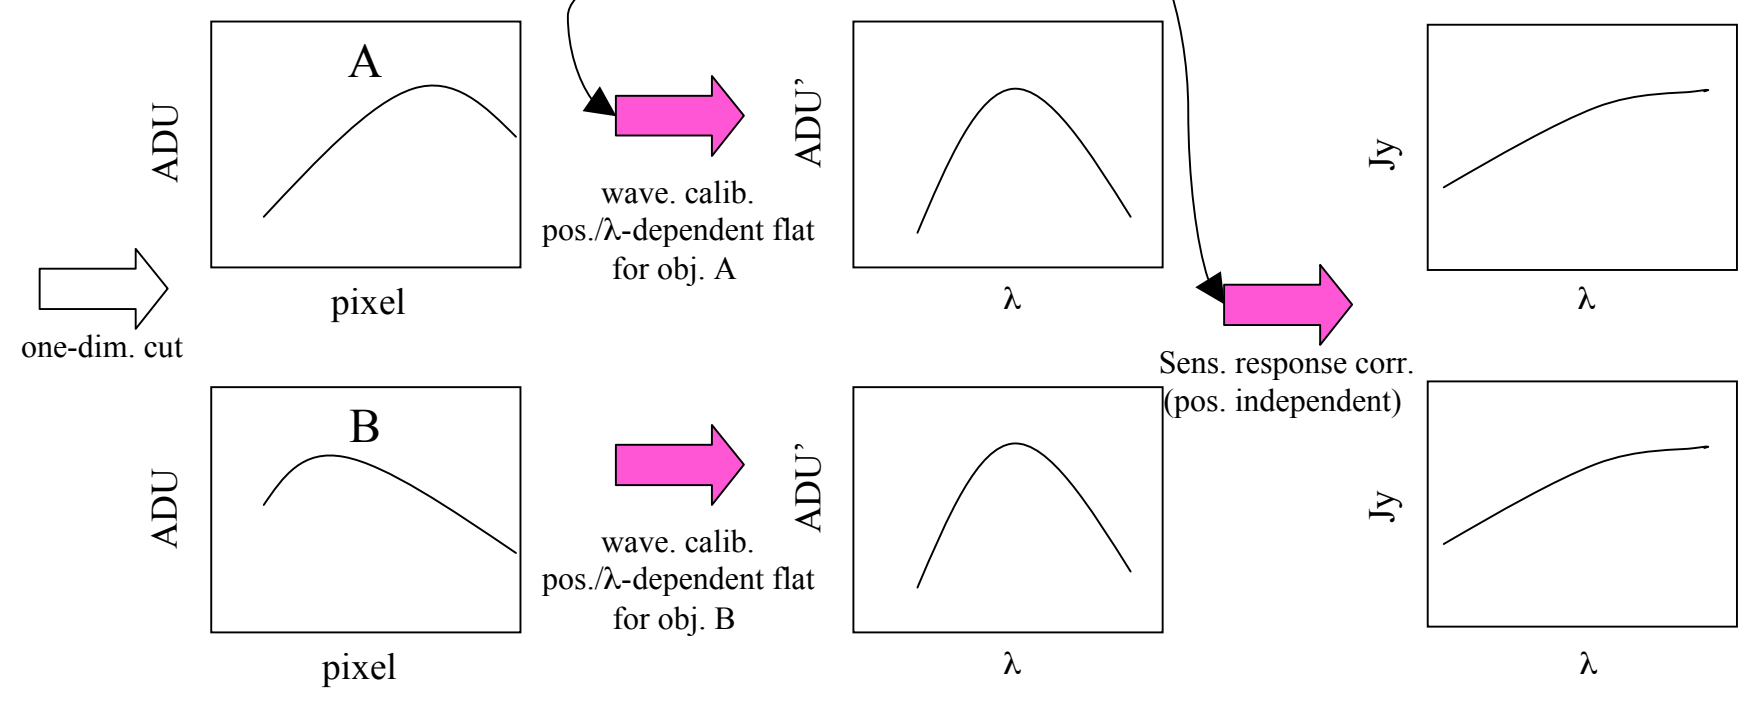 A
ADU
pixel
wave. calib.
pos./λ-dependent flat
for obj. A
ADU’
λ
Jy
λ
one-dim. cut
Sens. response corr.
(pos. independent)
B
ADU
pixel
wave. calib.
pos./λ-dependent flat
for obj. B
ADU’
λ
Jy
λ